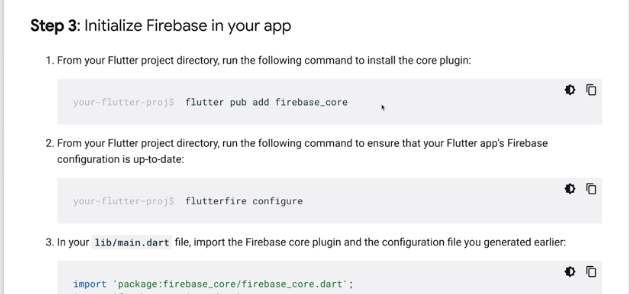 Step 3: Initialize Firebase in your app
1. From your Flutter project directory, run the following command to install the core plugin:
your-flutter-proj$ flutter pub add firebase_core
2. From your Flutter project directory, run the following command to ensure that your Flutter app's Firebase
configuration is up-to-date:
your-flutter-proj$ flutterfire configure
3. In your lib/main.dart file, import the Firebase core plugin and the configuration file you generated earlier:
import 'package:firebase_core/firebase_core.dart';